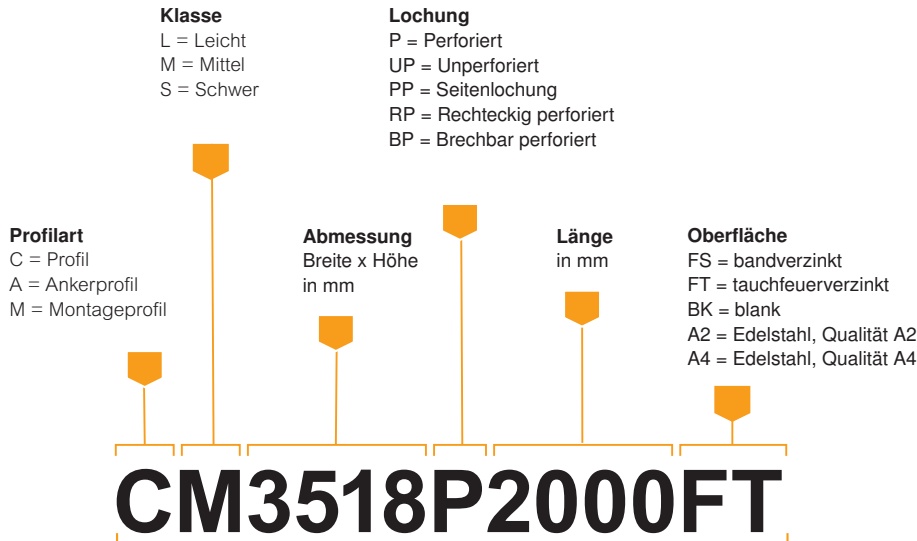 Klasse
L = Leicht
M = Mittel
S = Schwer
Lochung
P = Perforiert
UP = Unperforiert
PP = Seitenlochung
RP = Rechteckig perforiert
BP = Brechbar perforiert
Profilart
C = Profil
A = Ankerprofil
M = Montageprofil
Abmessung
Breite x Höhe
in mm
Länge
in mm
Oberfläche
FS = bandverzinkt
FT = tauchfeuerverzinkt
BK = blank
A2 = Edelstahl, Qualität A2
A4 = Edelstahl, Qualität A4
CM3518P2000FT